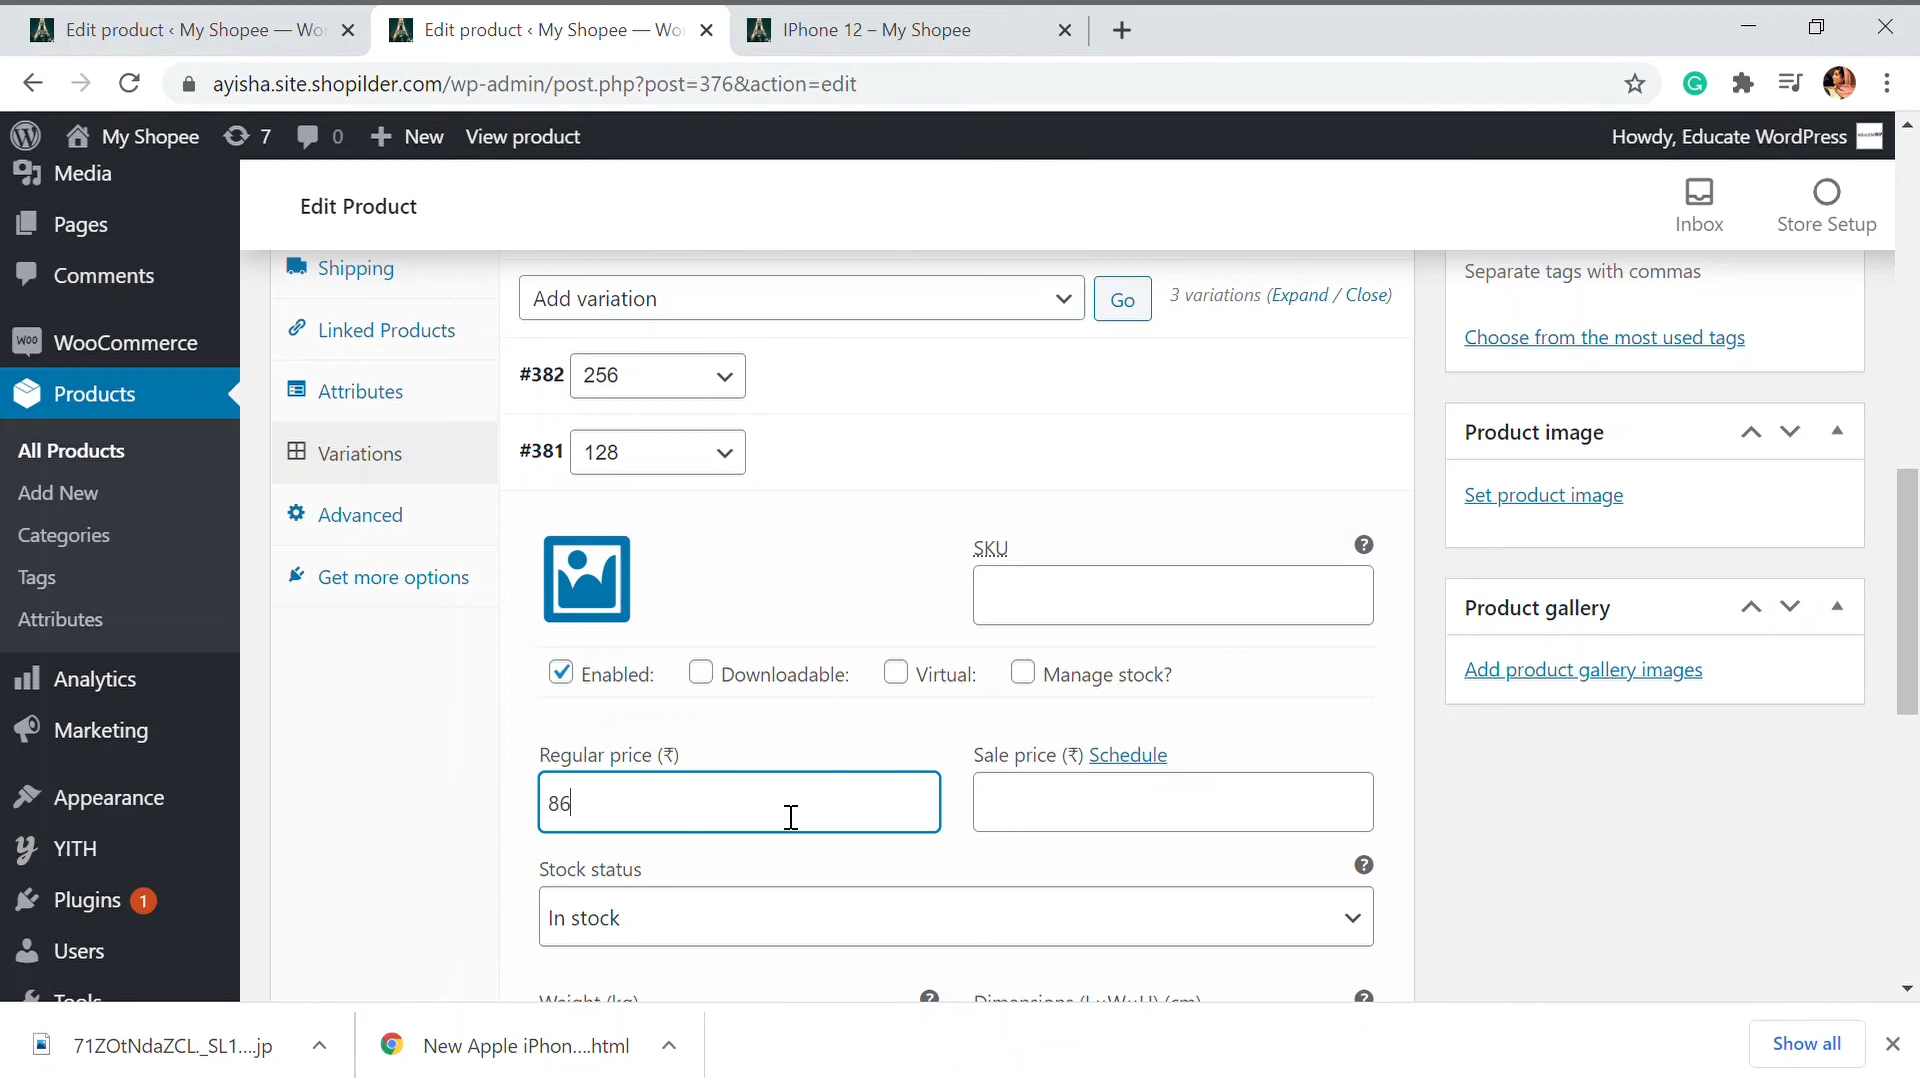 Edit product ‹ My Shopee — Wo
Edit product ‹ My Shopee — Wo
IPhone 12 – My Shopee
ayisha.site.shopilder.com/wp-admin/post.php?post=376&action=edit
My Shopee
7
0
New
View product
Howdy, Educate WordPress
Media
Pages
Comments
WooCommerce
Products
All Products
Add New
Categories
Tags
Attributes
Analytics
Marketing
Appearance
YITH
Plugins 1
Users
Tools
Edit Product
Inbox
Store Setup
Shipping
Linked Products
Attributes
Variations
Advanced
Get more options
Add variation
Go
3 variations (Expand / Close)
#382 256
#381 128
SKU
Enabled:
Downloadable:
Virtual:
Manage stock?
Regular price (₹)
86
Sale price (₹) Schedule
Stock status
In stock
Weight (kg)
Dimensions (L×W×H) (cm)
Separate tags with commas
Choose from the most used tags
Product image
Set product image
Product gallery
Add product gallery images
71ZOtNdaZCL._SL1....jp
New Apple iPhon....html
Show all